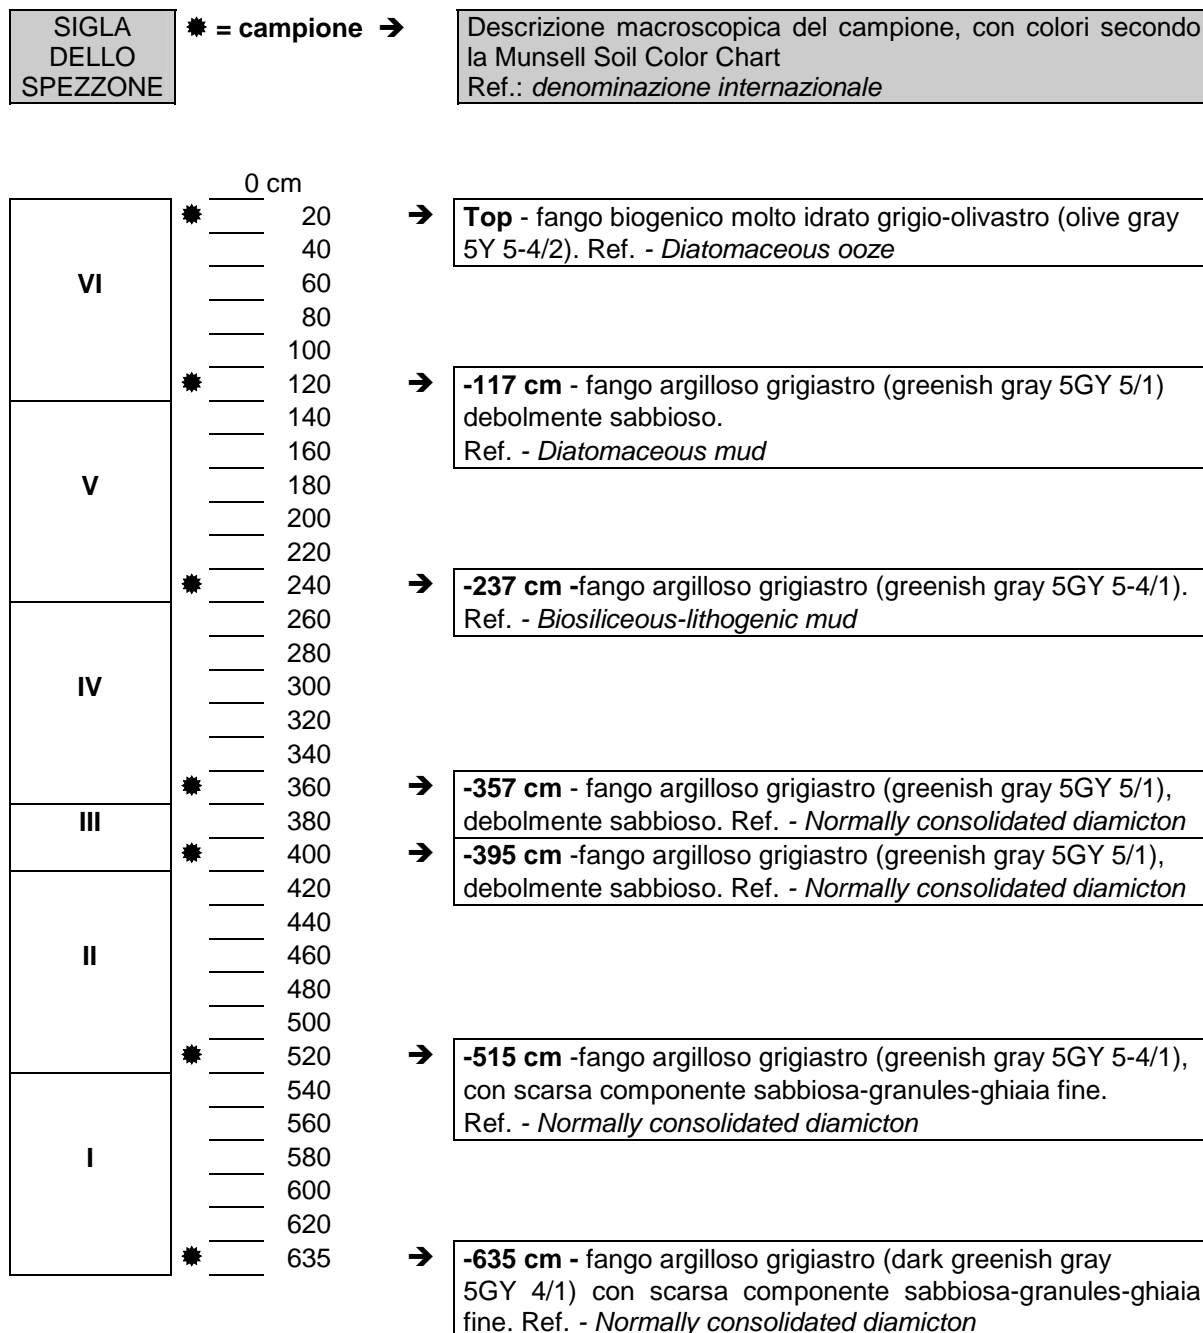 SIGLA
DELLO
SPEZZONE
✹ = campione ➔
Descrizione macroscopica del campione, con colori secondo
la Munsell Soil Color Chart
Ref.: denominazione internazionale
0 cm
20
➔ Top - fango biogenico molto idrato grigio-olivastro (olive gray
5Y 5-4/2). Ref. - Diatomaceous ooze
40
VI
60
80
100
120
➔ -117 cm - fango argilloso grigiastro (greenish gray 5GY 5/1)
debolmente sabbioso.
Ref. - Diatomaceous mud
140
160
V
180
200
220
240
➔ -237 cm -fango argilloso grigiastro (greenish gray 5GY 5-4/1).
Ref. - Biosiliceous-lithogenic mud
260
280
IV
300
320
340
360
➔ -357 cm - fango argilloso grigiastro (greenish gray 5GY 5/1),
debolmente sabbioso. Ref. - Normally consolidated diamicton
III
380
400
➔ -395 cm -fango argilloso grigiastro (greenish gray 5GY 5/1),
debolmente sabbioso. Ref. - Normally consolidated diamicton
420
440
II
460
480
500
520
➔ -515 cm -fango argilloso grigiastro (greenish gray 5GY 5-4/1),
con scarsa componente sabbiosa-granules-ghiaia fine.
Ref. - Normally consolidated diamicton
540
560
I
580
600
620
635
➔ -635 cm - fango argilloso grigiastro (dark greenish gray
5GY 4/1) con scarsa componente sabbiosa-granules-ghiaia
fine. Ref. - Normally consolidated diamicton